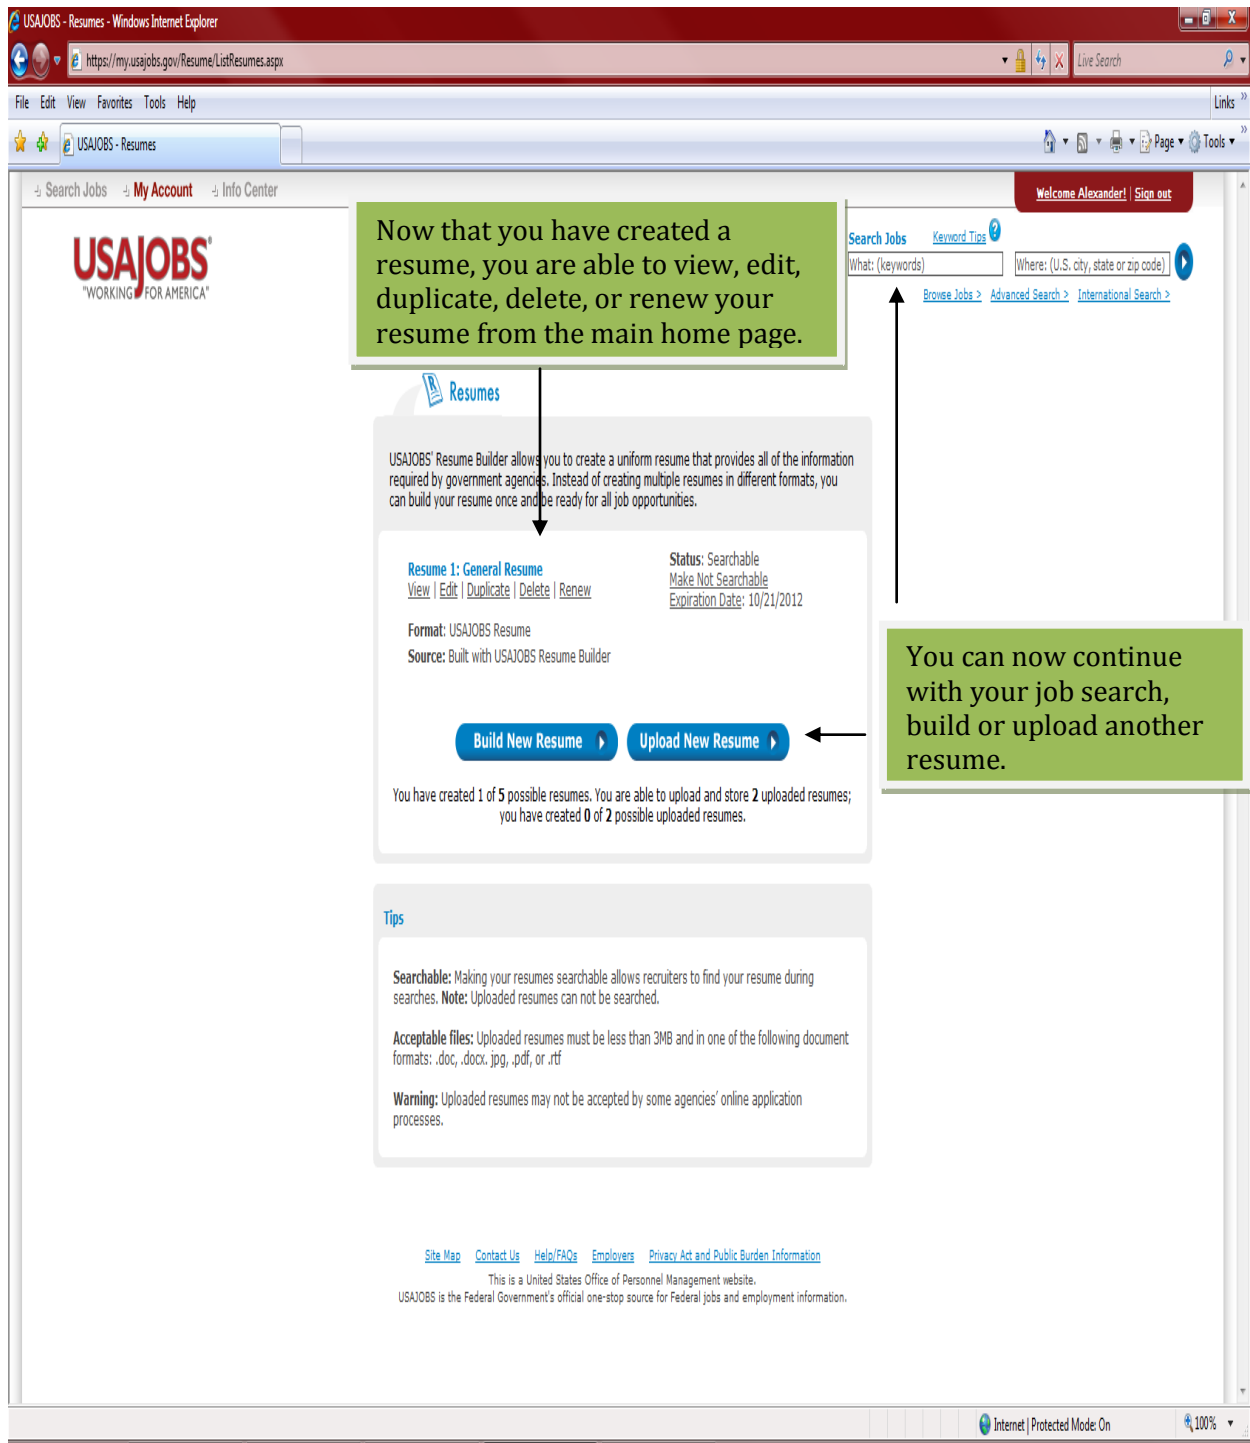 USAJOBS - Resumes - Windows Internet Explorer
https://my.usajobs.gov/Resume/ListResumes.aspx
Live Search
File Edit View Favorites Tools Help
Links »
USAJOBS - Resumes
Page Tools »
Search Jobs My Account Info Center
Welcome Alexander! | Sign out
USAJOBS®
"WORKING FOR AMERICA"
Now that you have created a
resume, you are able to view, edit,
duplicate, delete, or renew your
resume from the main home page.
Search Jobs Keyword Tips ?
What: (keywords) Where: (U.S. city, state or zip code)
Browse Jobs > Advanced Search > International Search >
R Resumes
USAJOBS' Resume Builder allows you to create a uniform resume that provides all of the information
required by government agencies. Instead of creating multiple resumes in different formats, you
can build your resume once and be ready for all job opportunities.
Resume 1: General Resume
View | Edit | Duplicate | Delete | Renew
Format: USAJOBS Resume
Source: Built with USAJOBS Resume Builder
Status: Searchable
Make Not Searchable
Expiration Date: 10/21/2012
You can now continue
with your job search,
build or upload another
resume.
Build New Resume Upload New Resume
You have created 1 of 5 possible resumes. You are able to upload and store 2 uploaded resumes;
you have created 0 of 2 possible uploaded resumes.
Tips
Searchable: Making your resumes searchable allows recruiters to find your resume during
searches. Note: Uploaded resumes can not be searched.
Acceptable files: Uploaded resumes must be less than 3MB and in one of the following document
formats: .doc, .docx. jpg, .pdf, or .rtf
Warning: Uploaded resumes may not be accepted by some agencies' online application
processes.
Site Map Contact Us Help/FAQs Employers Privacy Act and Public Burden Information
This is a United States Office of Personnel Management website.
USAJOBS is the Federal Government's official one-stop source for Federal jobs and employment information.
Internet | Protected Mode: On 100%